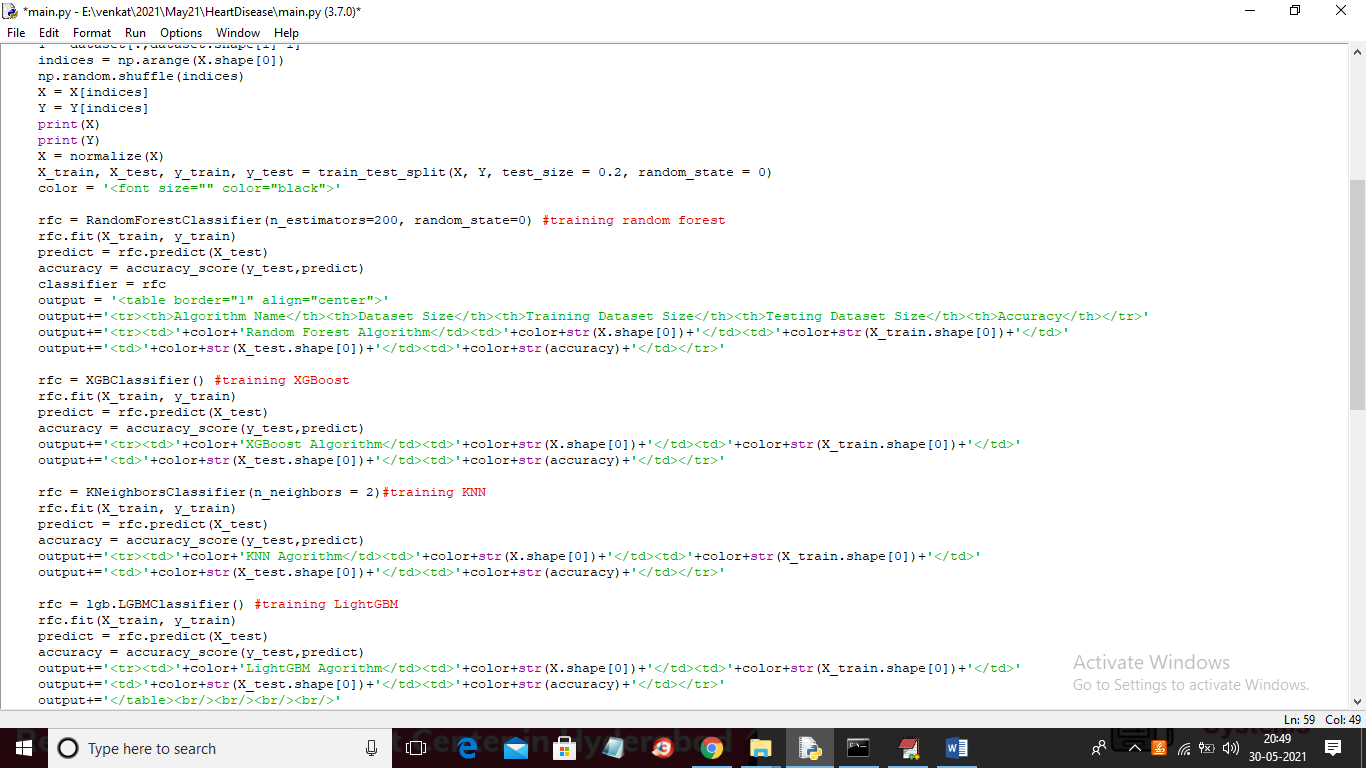 *main.py - E:\venkat\2021\May21\HeartDisease\main.py (3.7.0)*
File Edit Format Run Options Window Help
indices = np.arange(X.shape[0])
np.random.shuffle(indices)
X = X[indices]
Y = Y[indices]
print(X)
print(Y)
X = normalize(X)
X_train, X_test, y_train, y_test = train_test_split(X, Y, test_size = 0.2, random_state = 0)
color = '<font size="" color="black">'
rfc = RandomForestClassifier(n_estimators=200, random_state=0) #training random forest
rfc.fit(X_train, y_train)
predict = rfc.predict(X_test)
accuracy = accuracy_score(y_test,predict)
classifier = rfc
output = '<table border="1" align="center">'
output+='<tr><th>Algorithm Name</th><th>Dataset Size</th><th>Training Dataset Size</th><th>Testing Dataset Size</th><th>Accuracy</th></tr>'
output+='<tr><td>'+color+'Random Forest Algorithm</td><td>'+color+str(X.shape[0])+'</td><td>'+color+str(X_train.shape[0])+'</td>'
output+='<td>'+color+str(X_test.shape[0])+'</td><td>'+color+str(accuracy)+'</td></tr>'
rfc = XGBClassifier() #training XGBoost
rfc.fit(X_train, y_train)
predict = rfc.predict(X_test)
accuracy = accuracy_score(y_test,predict)
output+='<tr><td>'+color+'XGBoost Algorithm</td><td>'+color+str(X.shape[0])+'</td><td>'+color+str(X_train.shape[0])+'</td>'
output+='<td>'+color+str(X_test.shape[0])+'</td><td>'+color+str(accuracy)+'</td></tr>'
rfc = KNeighborsClassifier(n_neighbors = 2)#training KNN
rfc.fit(X_train, y_train)
predict = rfc.predict(X_test)
accuracy = accuracy_score(y_test,predict)
output+='<tr><td>'+color+'KNN Agorithm</td><td>'+color+str(X.shape[0])+'</td><td>'+color+str(X_train.shape[0])+'</td>'
output+='<td>'+color+str(X_test.shape[0])+'</td><td>'+color+str(accuracy)+'</td></tr>'
rfc = lgb.LGBMClassifier() #training LightGBM
rfc.fit(X_train, y_train)
predict = rfc.predict(X_test)
accuracy = accuracy_score(y_test,predict)
output+='<tr><td>'+color+'LightGBM Agorithm</td><td>'+color+str(X.shape[0])+'</td><td>'+color+str(X_train.shape[0])+'</td>'
output+='<td>'+color+str(X_test.shape[0])+'</td><td>'+color+str(accuracy)+'</td></tr>'
output+='</table><br/><br/><br/><br/>'
Activate Windows
Go to Settings to activate Windows.
Ln: 59 Col: 49
Type here to search
20:49
30-05-2021